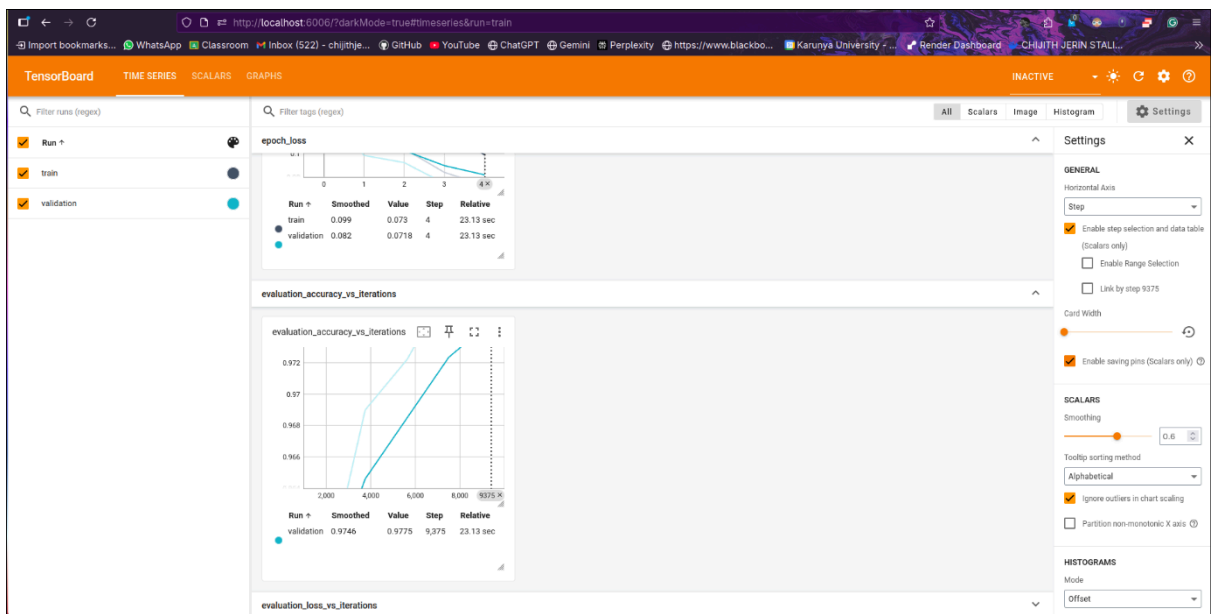 http://localhost:6006/?darkMode=true#timeseries&run=train
Import bookmarks... WhatsApp Classroom Inbox (522) - chijithje... GitHub YouTube ChatGPT Gemini Perplexity https://www.blackbo... Karunya University - ... Render Dashboard CHIJITH JERIN STALI...
TensorBoard TIME SERIES SCALARS GRAPHS INACTIVE
Filter runs (regex)
Run
train
validation
Filter tags (regex) All Scalars Image Histogram Settings
epoch_loss
0.1
0 1 2 3 4
Run Smoothed Value Step Relative
train 0.099 0.073 4 23.13 sec
validation 0.082 0.0718 4 23.13 sec
evaluation_accuracy_vs_iterations
evaluation_accuracy_vs_iterations
0.972
0.97
0.968
0.966
2,000 4,000 6,000 8,000 9375
Run Smoothed Value Step Relative
validation 0.9746 0.9775 9,375 23.13 sec
evaluation_loss_vs_iterations
Settings
GENERAL
Horizontal Axis
Step
Enable step selection and data table
(Scalars only)
Enable Range Selection
Link by step 9375
Card Width
Enable saving pins (Scalars only)
SCALARS
Smoothing
0.6
Tooltip sorting method
Alphabetical
Ignore outliers in chart scaling
Partition non-monotonic X axis
HISTOGRAMS
Mode
Offset